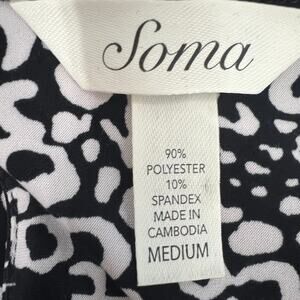 Soma
90%
POLYESTER
10%
SPANDEX
MADE IN
CAMBODIA
MEDIUM